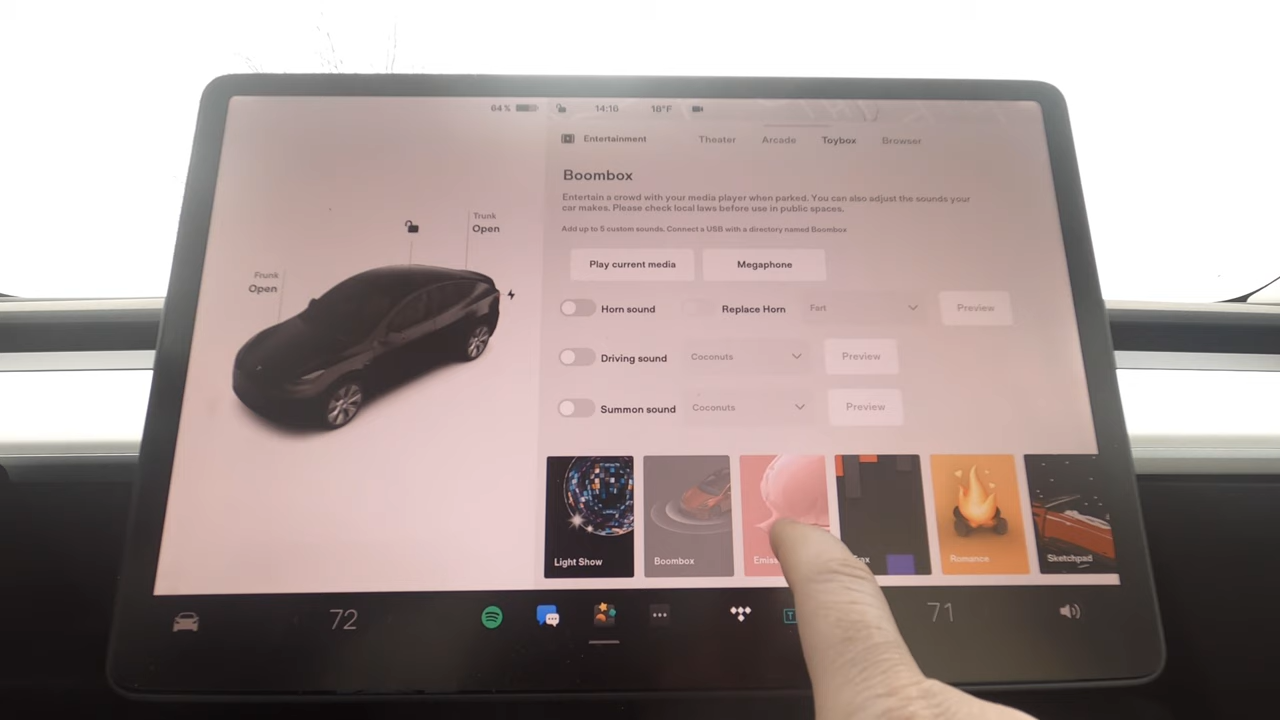 64 %
14:16
18°F
Entertainment
Theater
Arcade
Toybox
Browser
Boombox
Entertain a crowd with your media player when parked. You can also adjust the sounds your
car makes. Please check local laws before use in public spaces.
Add up to 5 custom sounds. Connect a USB with a directory named Boombox
Play current media
Megaphone
Horn sound
Replace Horn
Fart
Preview
Driving sound
Coconuts
Preview
Summon sound
Coconuts
Preview
Trunk
Open
Frunk
Open
Light Show
Boombox
Romance
Sketchpad
72
71